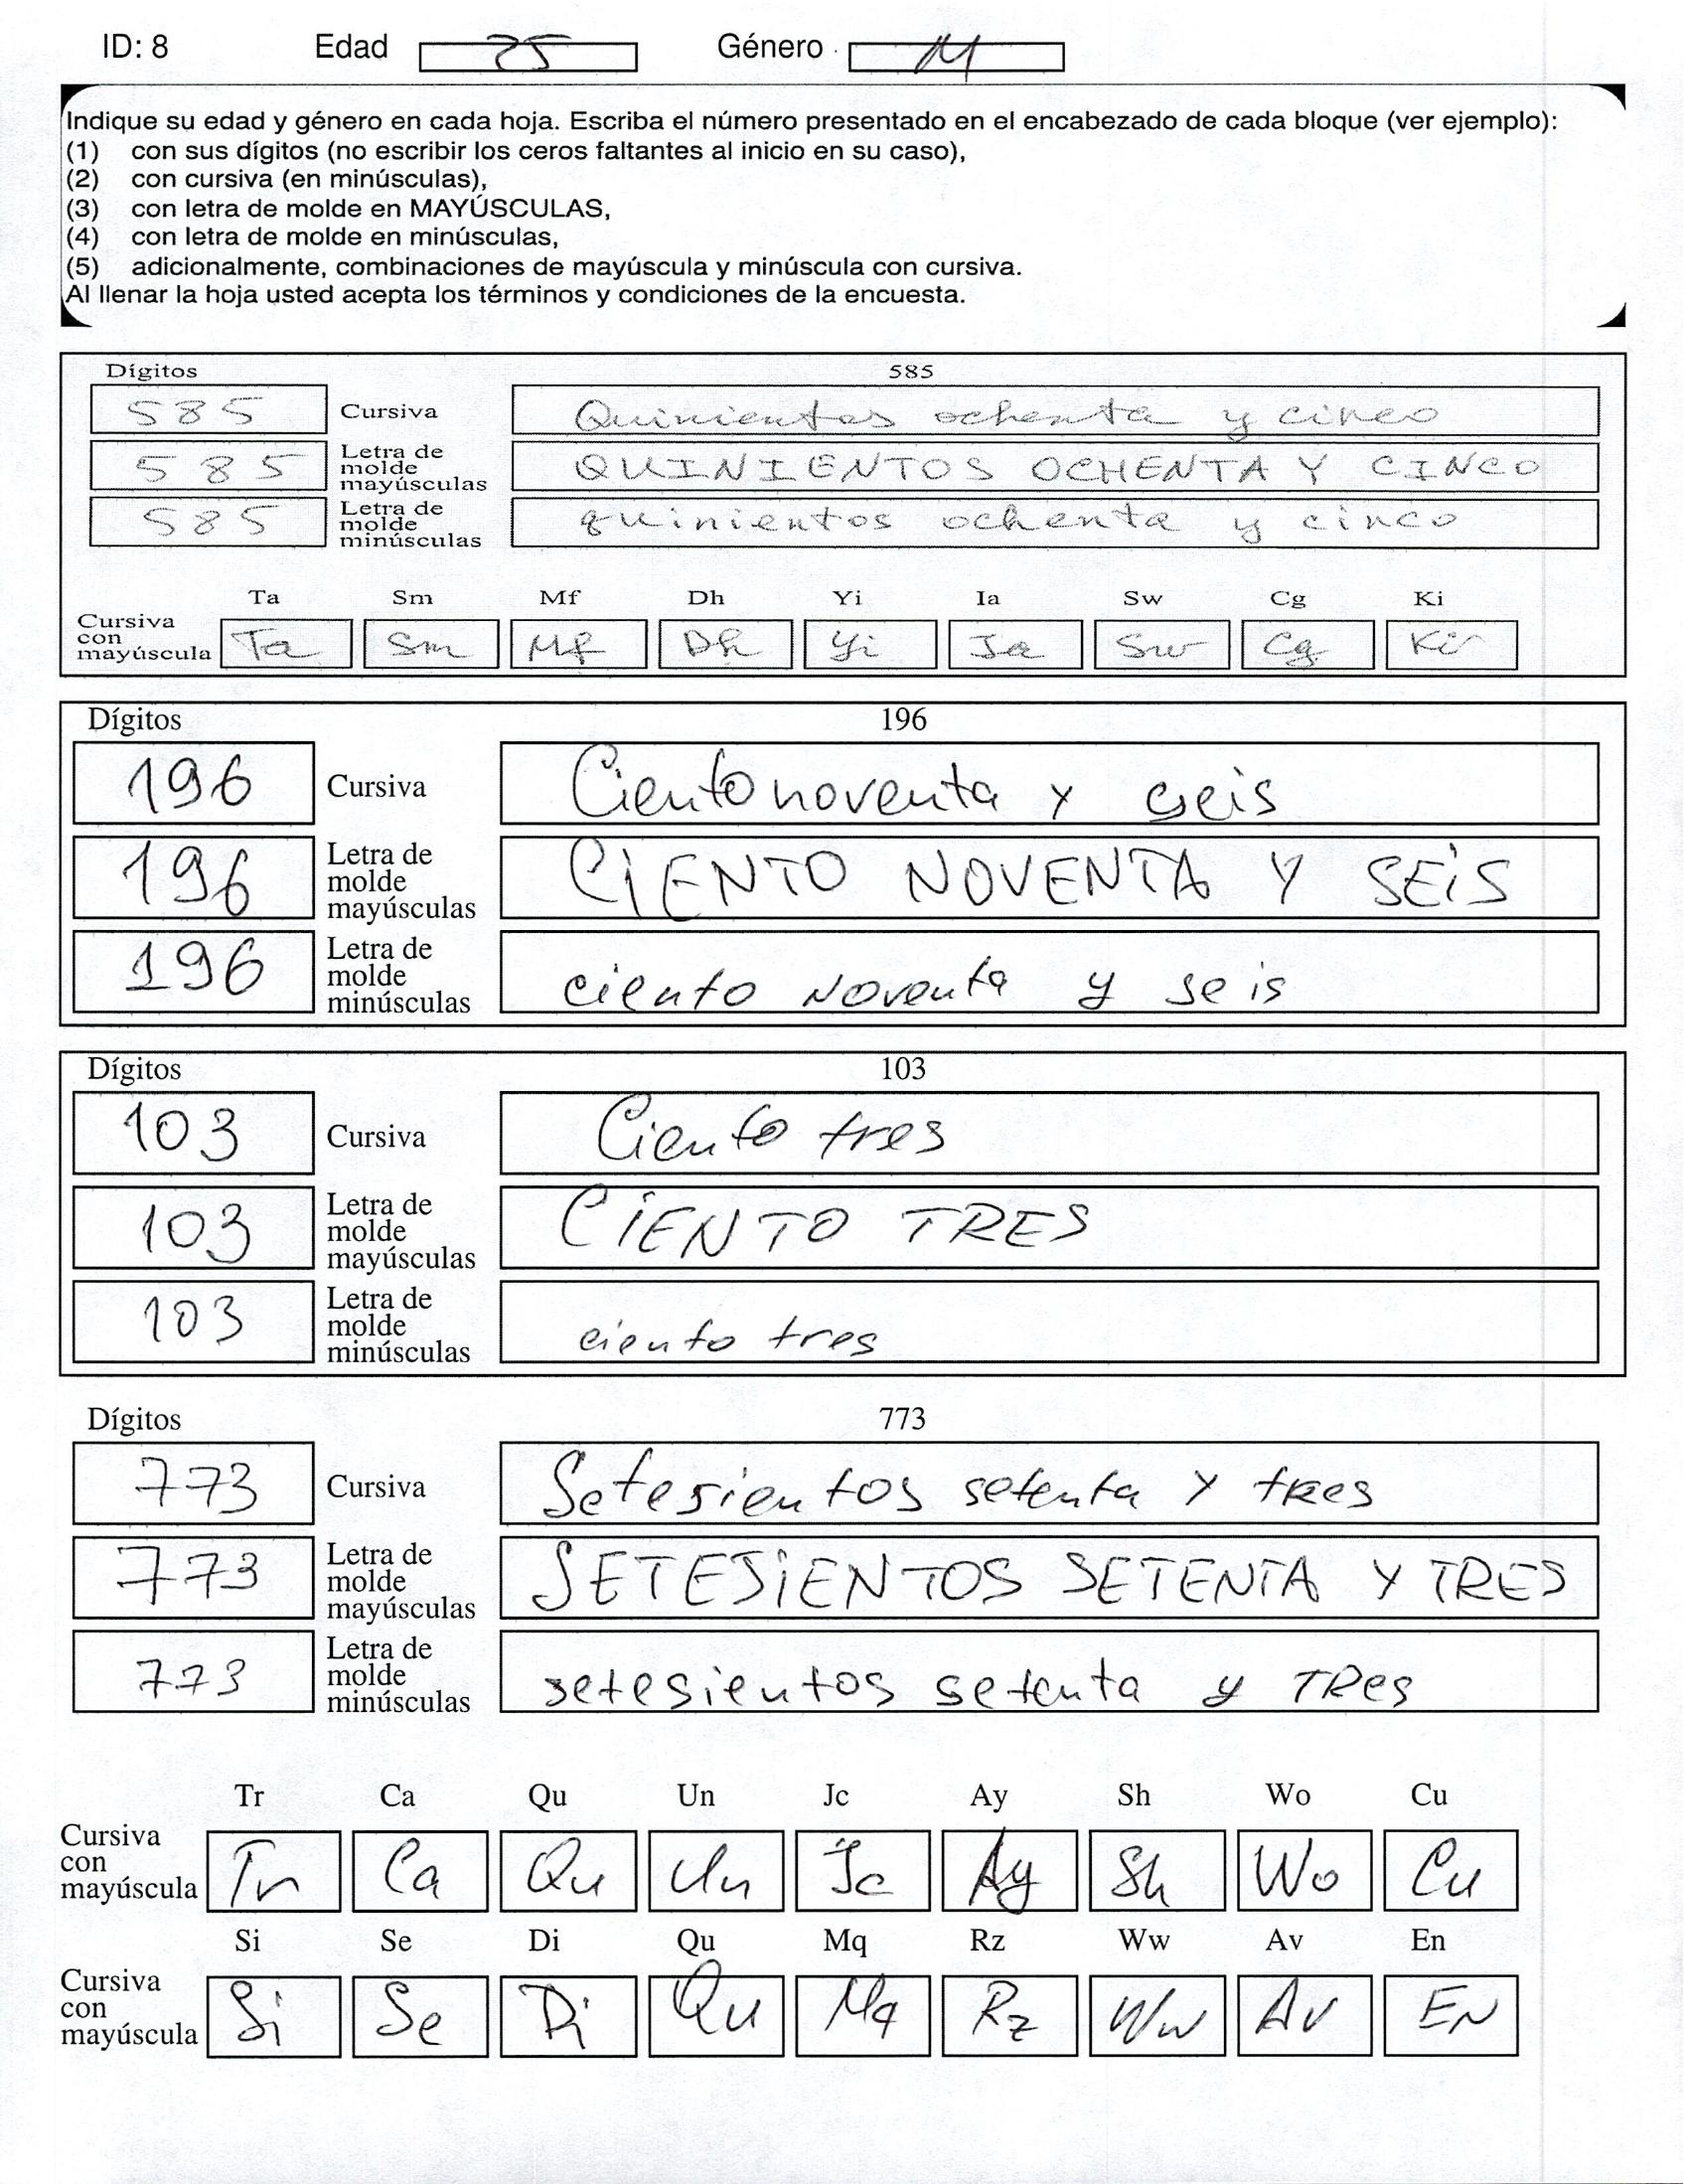 ID: 8 Edad 25 Género M
Indique su edad y género en cada hoja. Escriba el número presentado en el encabezado de cada bloque (ver ejemplo):
(1) con sus dígitos (no escribir los ceros faltantes al inicio en su caso),
(2) con cursiva (en minúsculas),
(3) con letra de molde en MAYÚSCULAS,
(4) con letra de molde en minúsculas,
(5) adicionalmente, combinaciones de mayúscula y minúscula con cursiva.
Al llenar la hoja usted acepta los términos y condiciones de la encuesta.
Dígitos 585
585 Cursiva Quinientos ochenta y cinco
585 Letra de molde mayúsculas QUINIENTOS OCHENTA Y CINCO
585 Letra de molde minúsculas quinientos ochenta y cinco
Ta Sm Mf Dh Yi Ia Sw Cg Ki
Cursiva con mayúscula Ta Sm Mf Dh Yi Ia Sw Cg Ki
Dígitos 196
196 Cursiva Ciento noventa y seis
196 Letra de molde mayúsculas CIENTO NOVENTA Y SEIS
196 Letra de molde minúsculas ciento noventa y seis
Dígitos 103
103 Cursiva Ciento tres
103 Letra de molde mayúsculas CIENTO TRES
103 Letra de molde minúsculas ciento tres
Dígitos 773
773 Cursiva Setesientos setenta y tres
773 Letra de molde mayúsculas SETESIENTOS SETENTA Y TRES
773 Letra de molde minúsculas setesientos setenta y TRes
Tr Ca Qu Un Jc Ay Sh Wo Cu
Cursiva con mayúscula Tr Ca Qu Un Jc Ay Sh Wo Cu
Si Se Di Qu Mq Rz Ww Av En
Cursiva con mayúscula Si Se Di Qu Mq Rz Ww Av EN